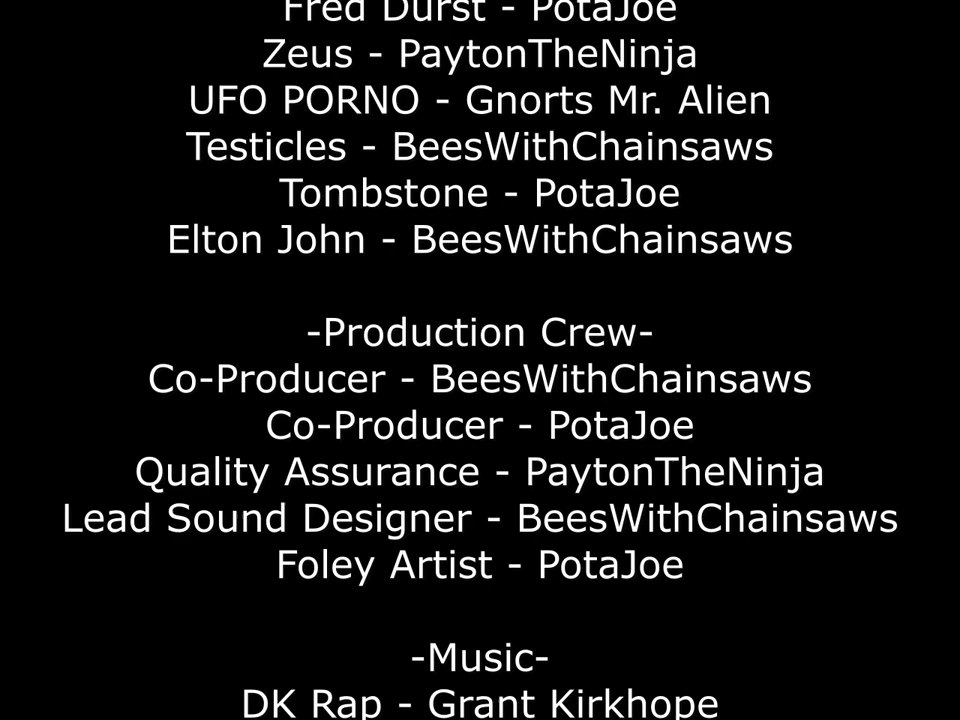 Fred Durst - PotaJoe
Zeus - PaytonTheNinja
UFO PORNO - Gnorts Mr. Alien
Testicles - BeesWithChainsaws
Tombstone - PotaJoe
Elton John - BeesWithChainsaws
-Production Crew-
Co-Producer - BeesWithChainsaws
Co-Producer - PotaJoe
Quality Assurance - PaytonTheNinja
Lead Sound Designer - BeesWithChainsaws
Foley Artist - PotaJoe
-Music-
DK Rap - Grant Kirkhope